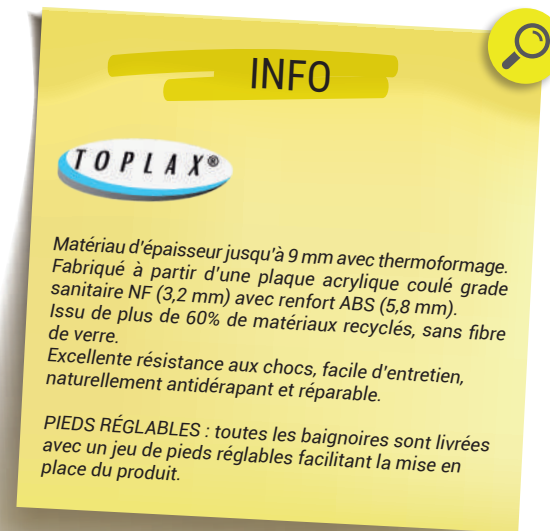 INFO
TOPLAX®
Matériau d'épaisseur jusqu'à 9 mm avec thermoformage.
Fabriqué à partir d'une plaque acrylique coulé grade
sanitaire NF (3,2 mm) avec renfort ABS (5,8 mm).
Issu de plus de 60% de matériaux recyclés, sans fibre
de verre.
Excellente résistance aux chocs, facile d'entretien,
naturellement antidérapant et réparable.
PIEDS RÉGLABLES : toutes les baignoires sont livrées
avec un jeu de pieds réglables facilitant la mise en
place du produit.